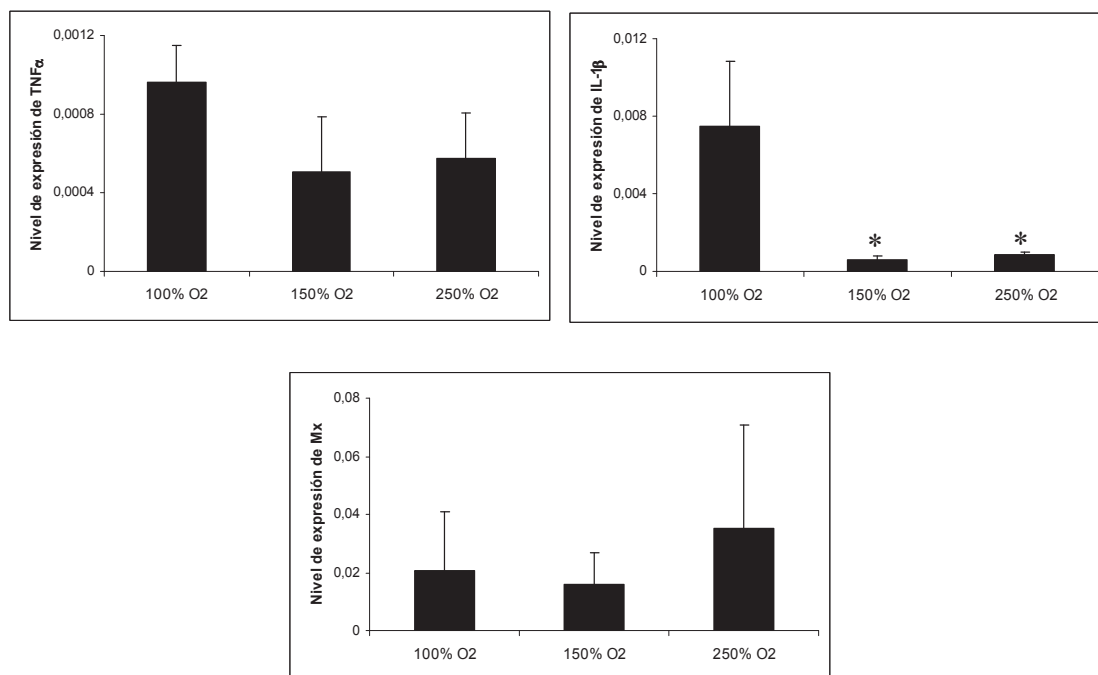 Nivel de expresión de TNFα
0,0012
0,0008
0,0004
0
100% O2 150% O2 250% O2
Nivel de expresión de IL-1β
0,012
0,008
0,004
0
* *
100% O2 150% O2 250% O2
Nivel de expresión de Mx
0,08
0,06
0,04
0,02
0
100% O2 150% O2 250% O2